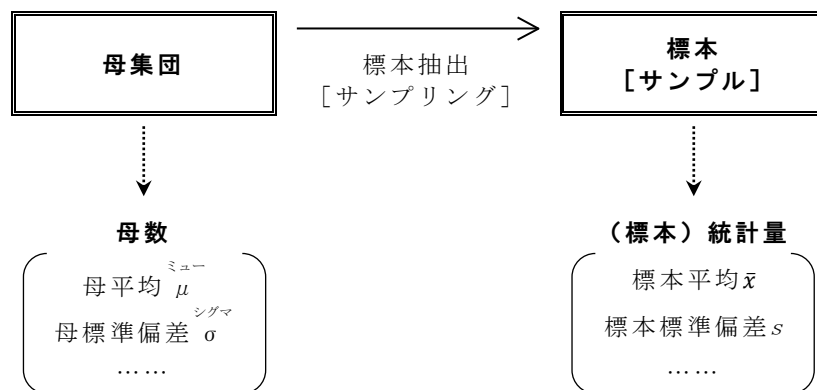 母集団
標本抽出
[サンプリング]
標本
[サンプル]
母数
母平均 μ
ミュー
母標準偏差 σ
シグマ
……
(標本)統計量
標本平均x̄
標本標準偏差s
……